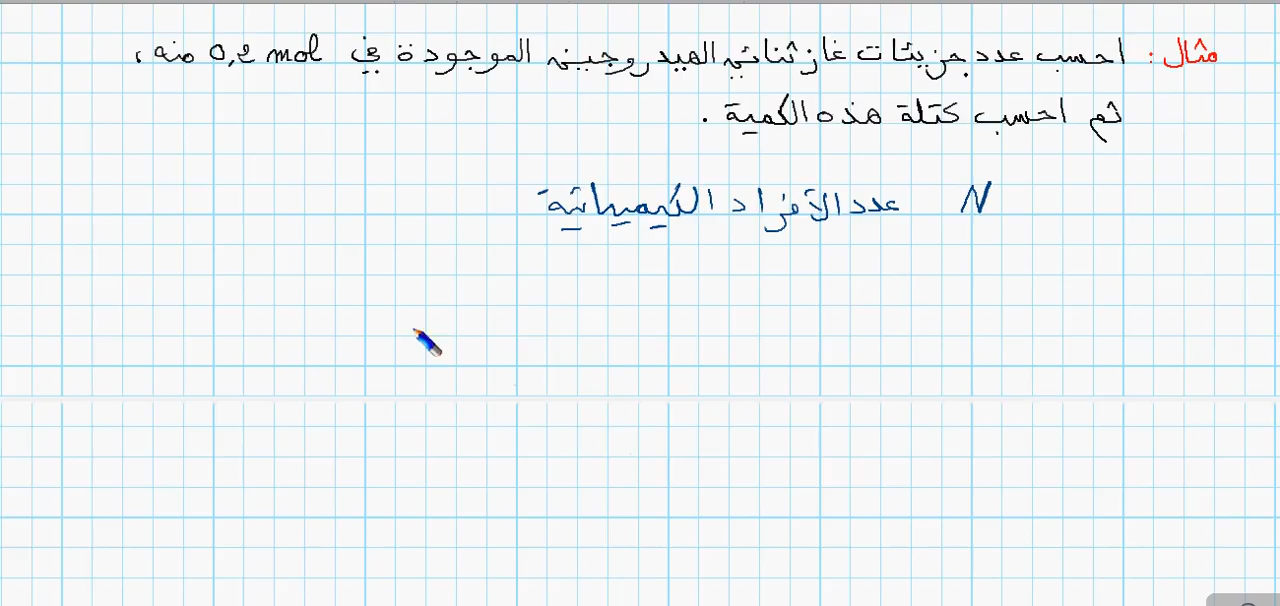 مثال : احسب عدد جزيئات غاز ثنائي الهيدروجين الموجودة في 0,2 mol منه ،
ثم احسب كتلة هذه الكمية .
N عدد الأفراد الكيميائية